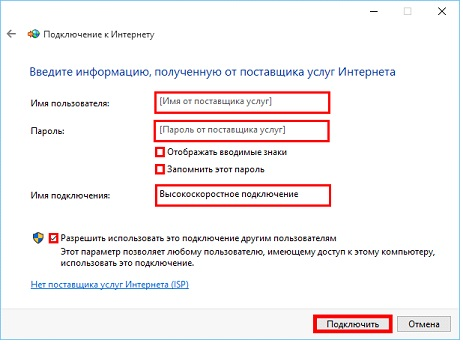 Подключение к Интернету
Введите информацию, полученную от поставщика услуг Интернета
Имя пользователя: [Имя от поставщика услуг]
Пароль: [Пароль от поставщика услуг]
Отображать вводимые знаки
Запомнить этот пароль
Имя подключения: Высокоскоростное подключение
Разрешить использовать это подключение другим пользователям
Этот параметр позволяет любому пользователю, имеющему доступ к этому компьютеру,
использовать это подключение.
Нет поставщика услуг Интернета (ISP)
Подключить Отмена